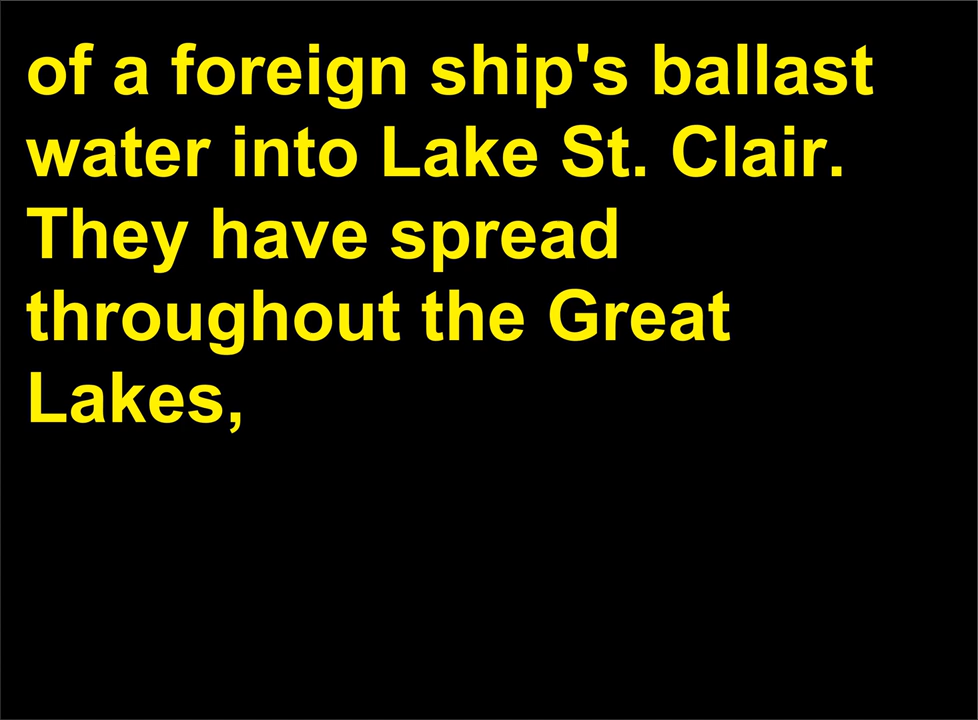 of a foreign ship's ballast
water into Lake St. Clair.
They have spread
throughout the Great
Lakes,